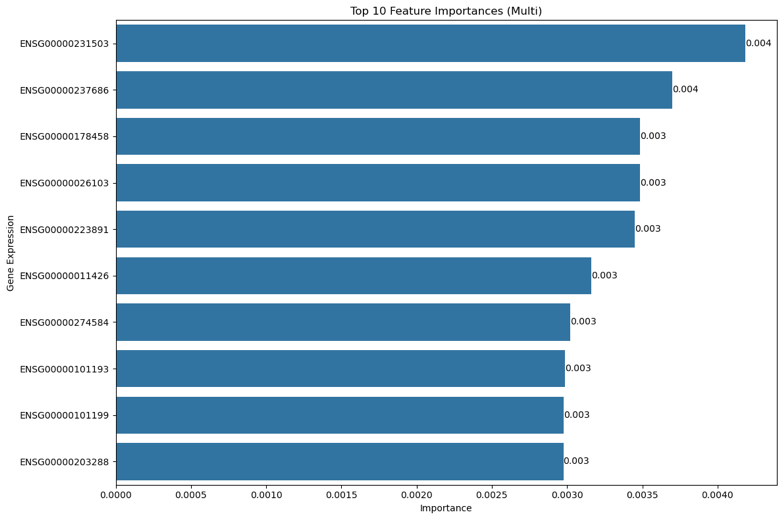 Top 10 Feature Importances (Multi)
Gene Expression
ENSG00000231503 0.004
ENSG00000237686 0.004
ENSG00000178458 0.003
ENSG00000026103 0.003
ENSG00000223891 0.003
ENSG00000011426 0.003
ENSG00000274584 0.003
ENSG00000101193 0.003
ENSG00000101199 0.003
ENSG00000203288 0.003
0.0000 0.0005 0.0010 0.0015 0.0020 0.0025 0.0030 0.0035 0.0040
Importance